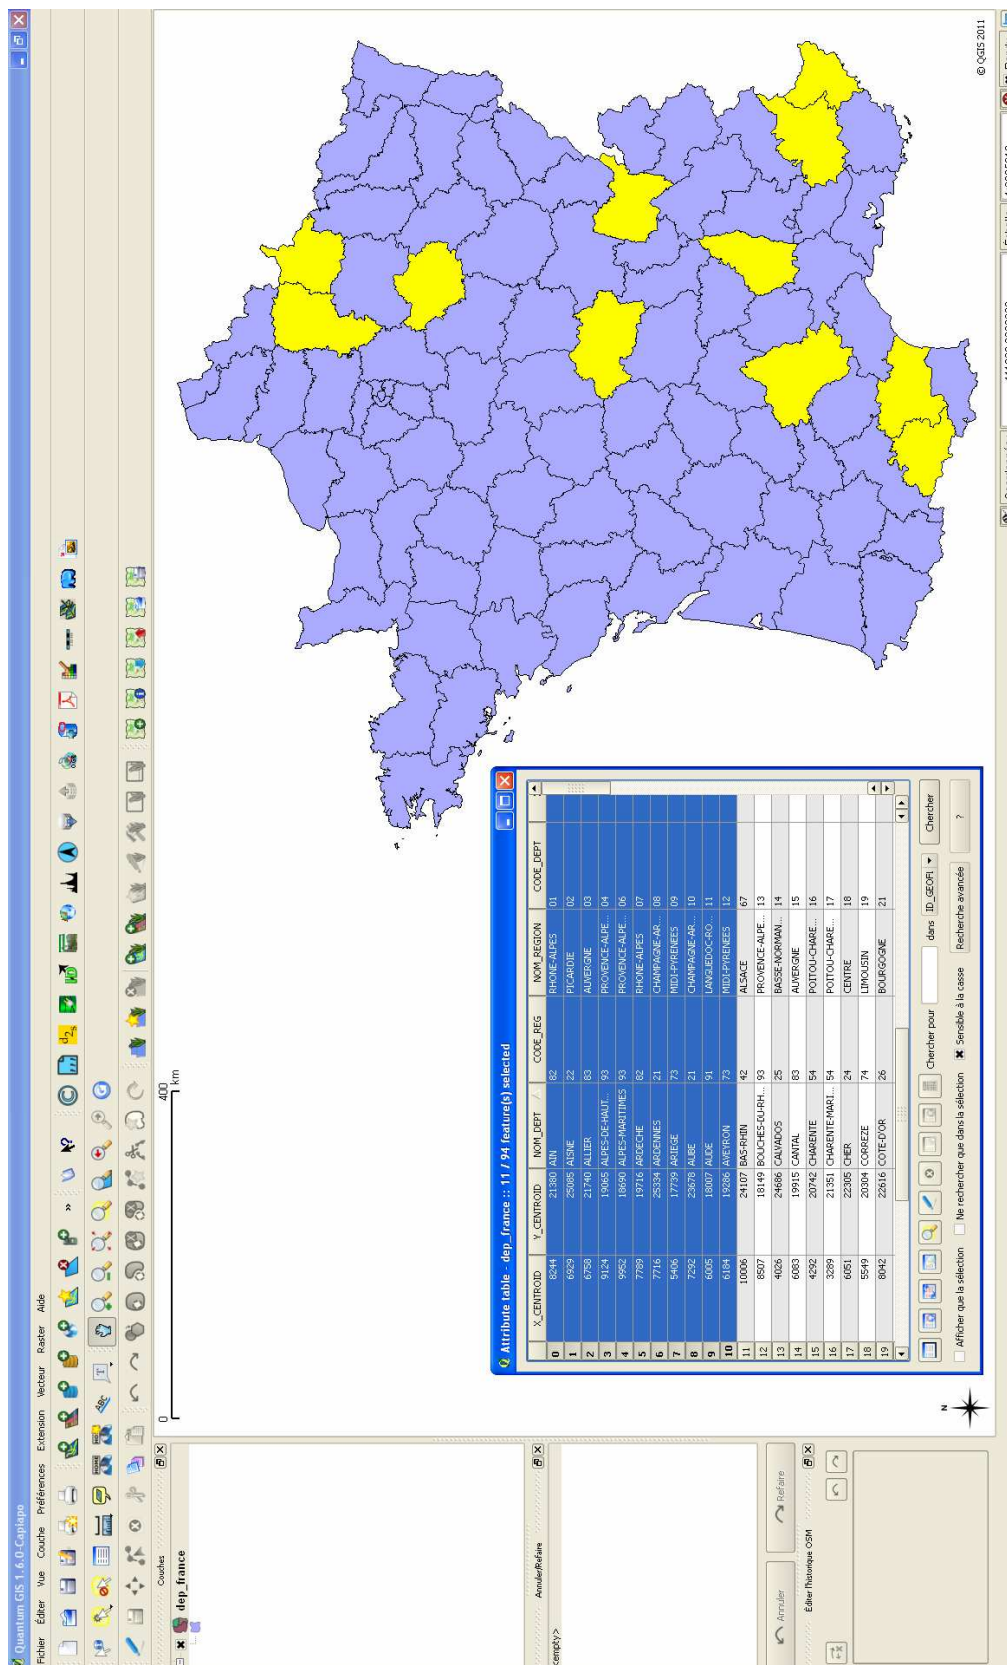 Quantum GIS 1.6.0-Capiapo
Fichier Éditer Vue Couche Préférences Extension Vecteur Raster Aide
Couches
dep_france
Annuler/Refaire
<empty>
Annuler Refaire
Éditer l'historique OSM
0 400 km
© QGIS 2011
N
Attribute table - dep_france :: 11 / 94 feature(s) selected
X_CENTROID Y_CENTROID NOM_DEPT CODE_REG NOM_REGION CODE_DEPT
0 8244 21380 AIN 82 RHONE-ALPES 01
1 6929 25085 AISNE 22 PICARDIE 02
2 6758 21740 ALLIER 83 AUVERGNE 03
3 9124 19065 ALPES-DE-HAUT... 93 PROVENCE-ALPE... 04
4 9952 18690 ALPES-MARITIMES 93 PROVENCE-ALPE... 06
5 7789 19716 ARDECHE 82 RHONE-ALPES 07
6 7716 25334 ARDENNES 21 CHAMPAGNE-AR... 08
7 5406 17739 ARIEGE 73 MIDI-PYRENEES 09
8 7292 23678 AUBE 21 CHAMPAGNE-AR... 10
9 6005 18007 AUDE 91 LANGUEDOC-RO... 11
10 6184 19286 AVEYRON 73 MIDI-PYRENEES 12
11 10006 24107 BAS-RHIN 42 ALSACE 67
12 8507 18149 BOUCHES-DU-RH... 93 PROVENCE-ALPE... 13
13 4026 24686 CALVADOS 25 BASSE-NORMAN... 14
14 6083 19915 CANTAL 83 AUVERGNE 15
15 4292 20742 CHARENTE 54 POITOU-CHARE... 16
16 3289 21351 CHARENTE-MARI... 54 POITOU-CHARE... 17
17 6051 22305 CHER 24 CENTRE 18
18 5549 20304 CORREZE 74 LIMOUSIN 19
19 8042 22616 COTE-D'OR 26 BOURGOGNE 21
Chercher pour dans ID_GEOFL Chercher
Afficher que la sélection Ne rechercher que dans la sélection Sensible à la casse Recherche avancée ?